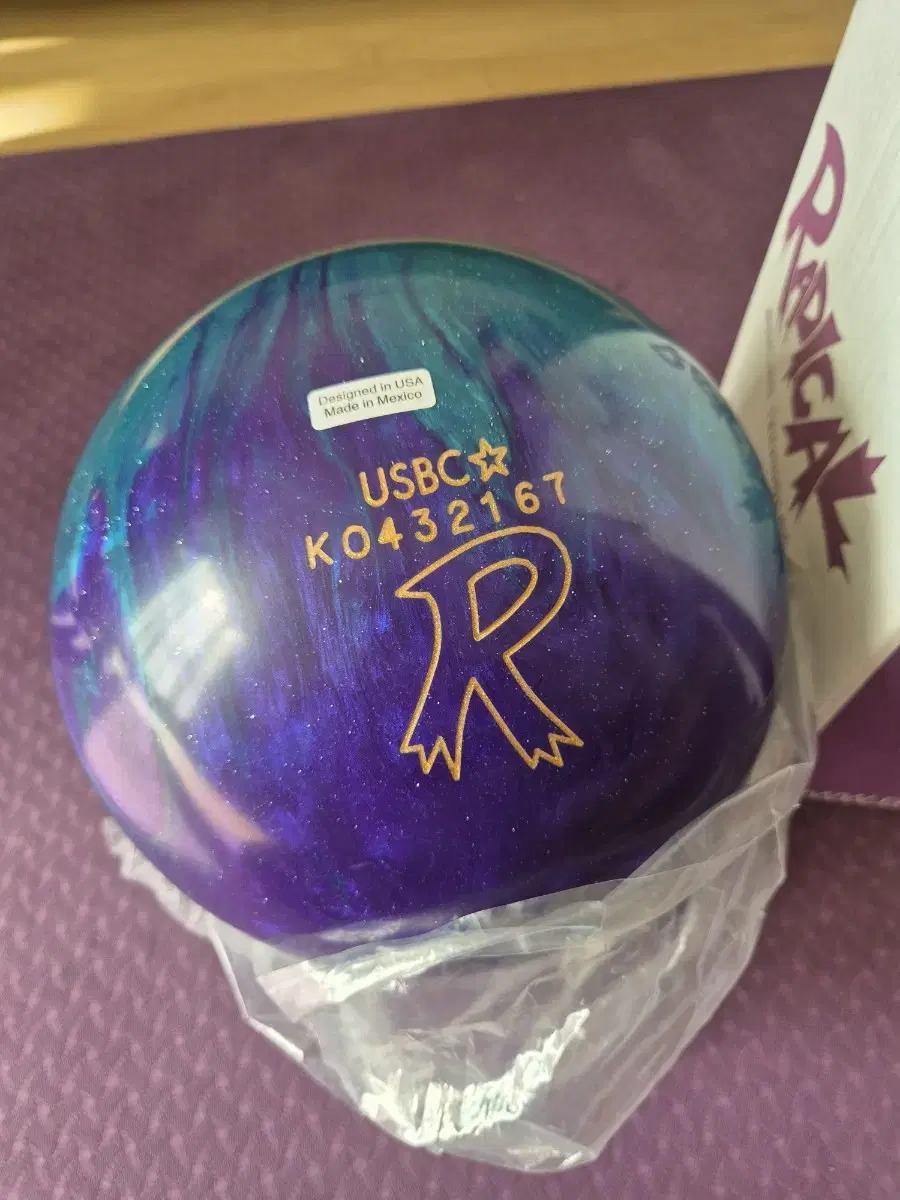 Designed in USA
Made in Mexico
USBC☆
K0432167
R
RADICAL